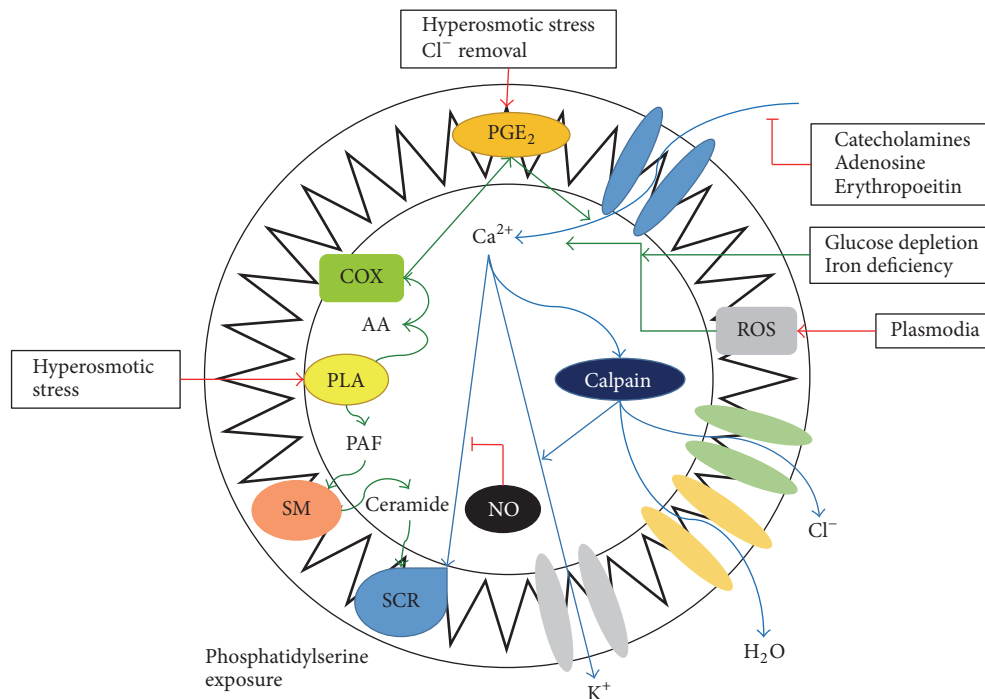 Hyperosmotic stress
Cl⁻ removal
PGE₂
Catecholamines
Adenosine
Erythropoeitin
Ca²⁺
Glucose depletion
Iron deficiency
COX
AA
ROS
Plasmodia
Hyperosmotic
stress
PLA
Calpain
PAF
SM
Ceramide
NO
Cl⁻
SCR
Phosphatidylserine
exposure
H₂O
K⁺